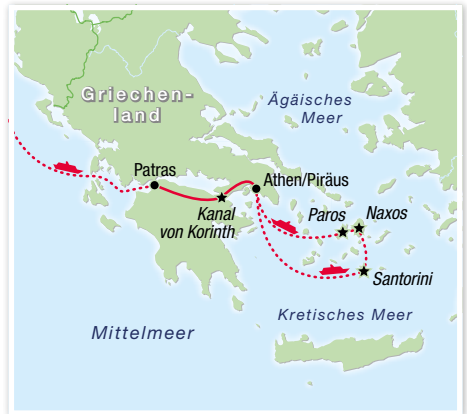 Griechen-
land
Ägäisches
Meer
Patras
Athen/Piräus
Kanal
von Korinth
Paros
Naxos
Santorini
Kretisches Meer
Mittelmeer